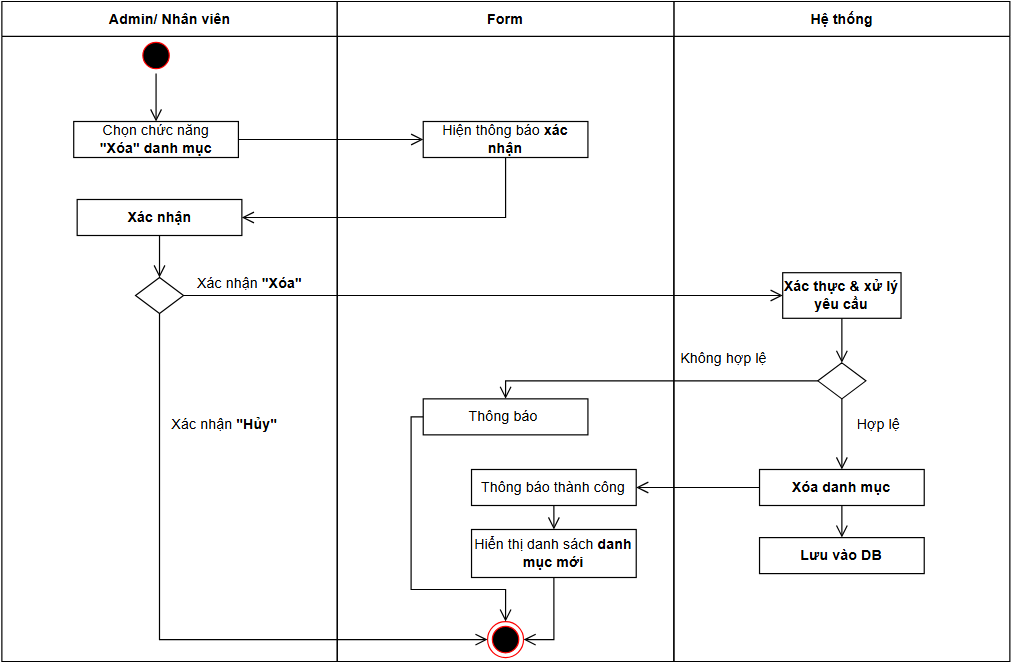 Admin/ Nhân viên
Form
Hệ thống
Chọn chức năng
"Xóa" danh mục
Hiện thông báo xác
nhận
Xác nhận
Xác nhận "Xóa"
Xác thực & xử lý
yêu cầu
Không hợp lệ
Thông báo
Xác nhận "Hủy"
Hợp lệ
Thông báo thành công
Xóa danh mục
Hiển thị danh sách danh
mục mới
Lưu vào DB